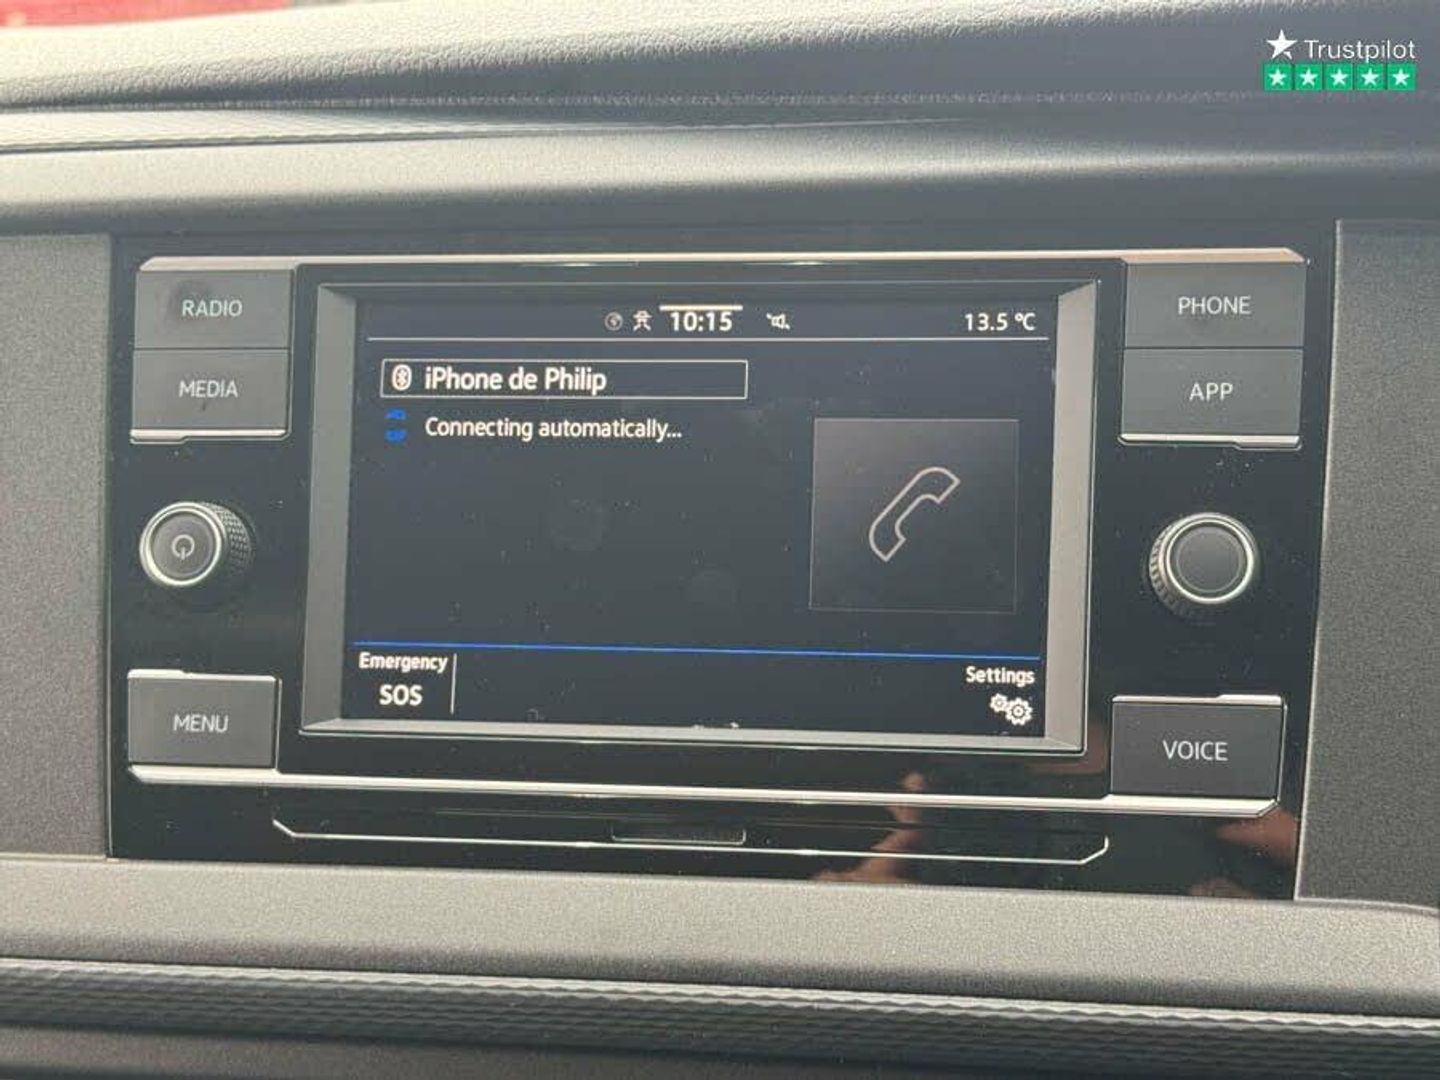 Trustpilot
RADIO
PHONE
10:15
13.5 °C
MEDIA
iPhone de Philip
APP
Connecting automatically...
Emergency
SOS
Settings
MENU
VOICE